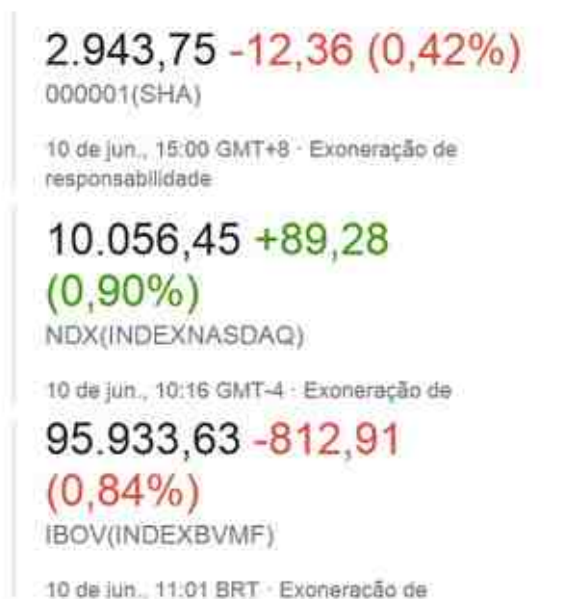 2.943,75 -12,36 (0,42%)
000001(SHA)
10 de jun., 15:00 GMT+8 · Exoneração de
responsabilidade
10.056,45 +89,28
(0,90%)
NDX(INDEXNASDAQ)
10 de jun., 10:16 GMT-4 · Exoneração de
95.933,63 -812,91
(0,84%)
IBOV(INDEXBVMF)
10 de jun., 11:01 BRT · Exoneração de